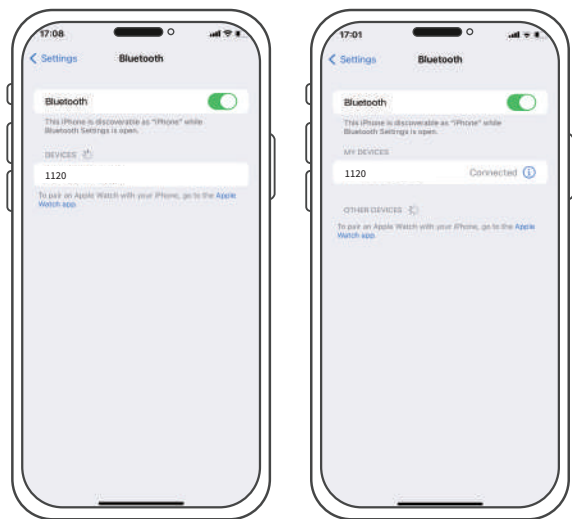 17:08
Settings
Bluetooth
Bluetooth
This iPhone is discoverable as "iPhone" while
Bluetooth Settings is open.
DEVICES
1120
To pair an Apple Watch with your iPhone, go to the Apple
Watch app.
17:01
Settings
Bluetooth
Bluetooth
This iPhone is discoverable as "iPhone" while
Bluetooth Settings is open.
MY DEVICES
1120 Connected
OTHER DEVICES
To pair an Apple Watch with your iPhone, go to the Apple
Watch app.